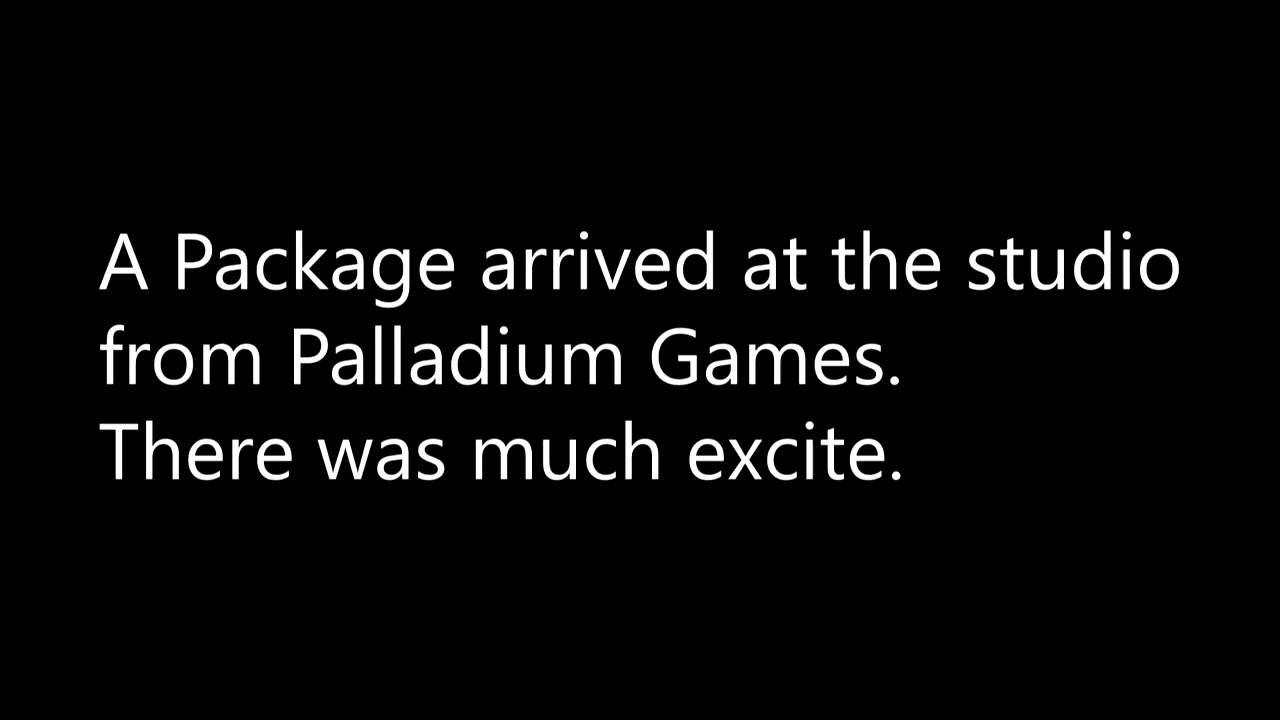 A Package arrived at the studio
from Palladium Games.
There was much excite.